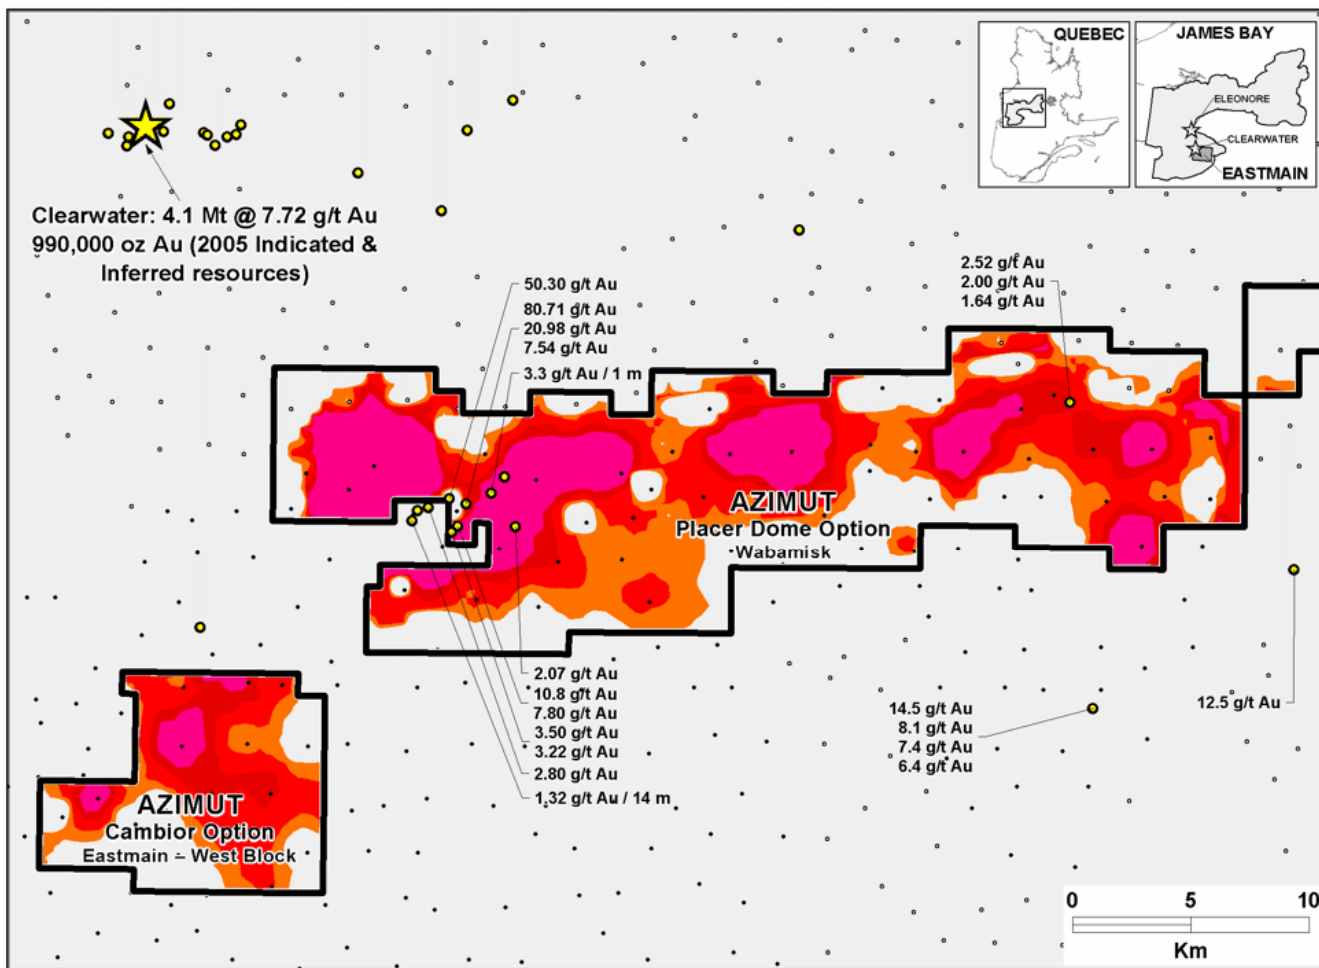 QUEBEC
JAMES BAY
ELEONORE
CLEARWATER
EASTMAIN
Clearwater: 4.1 Mt @ 7.72 g/t Au
990,000 oz Au (2005 Indicated &
Inferred resources)
50.30 g/t Au
80.71 g/t Au
20.98 g/t Au
7.54 g/t Au
3.3 g/t Au / 1 m
2.52 g/t Au
2.00 g/t Au
1.64 g/t Au
AZIMUT
Placer Dome Option
Wabamisk
2.07 g/t Au
10.8 g/t Au
7.80 g/t Au
3.50 g/t Au
3.22 g/t Au
2.80 g/t Au
1.32 g/t Au / 14 m
14.5 g/t Au
8.1 g/t Au
7.4 g/t Au
6.4 g/t Au
12.5 g/t Au
AZIMUT
Cambior Option
Eastmain – West Block
0 5 10
Km